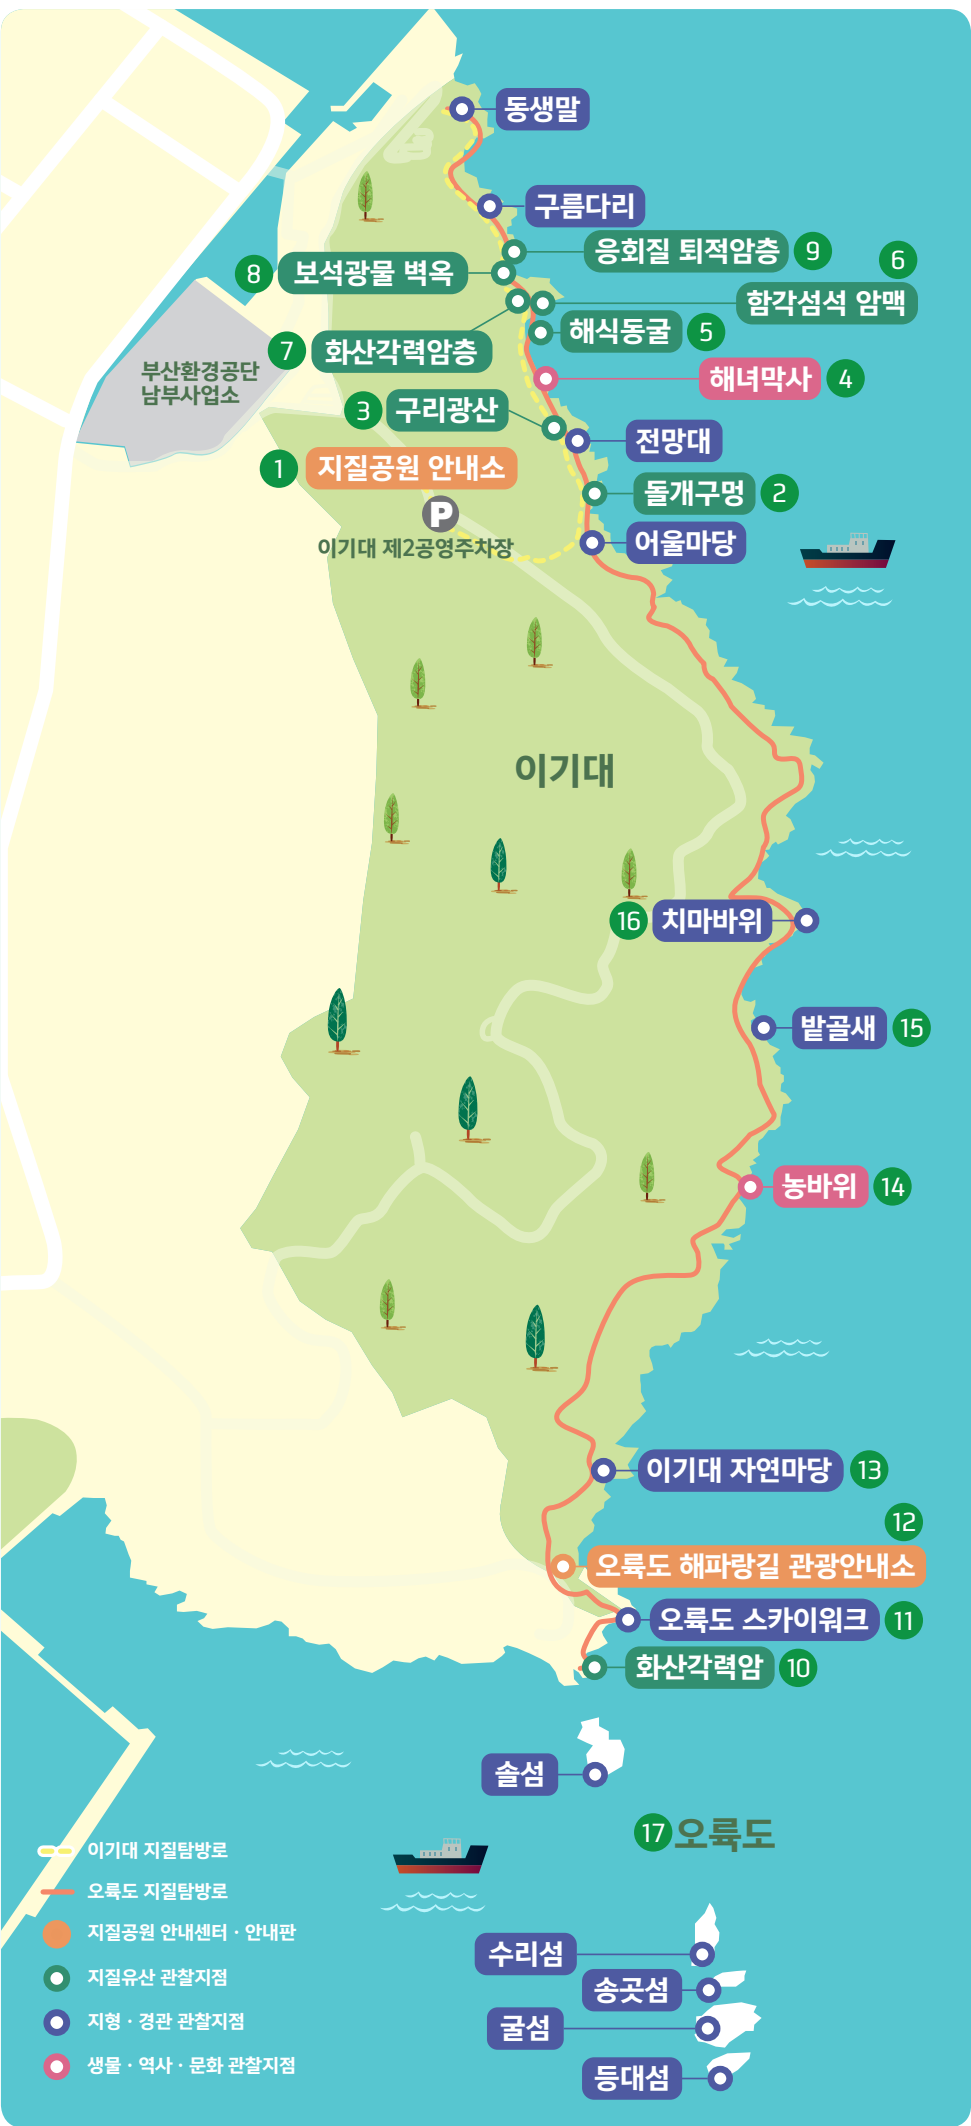 동생말
구름다리
응회질 퇴적암층 9
6
8 보석광물 벽옥
함각섬석 암맥
해식동굴 5
7 화산각력암층
부산환경공단
남부사업소
해녀막사 4
3 구리광산
전망대
1 지질공원 안내소
돌개구멍 2
P
이기대 제2공영주차장
어울마당
이기대
16 치마바위
밭골새 15
농바위 14
이기대 자연마당 13
12
오륙도 해파랑길 관광안내소
오륙도 스카이워크 11
화산각력암 10
솔섬
17 오륙도
이기대 지질탐방로
오륙도 지질탐방로
지질공원 안내센터 · 안내판
지질유산 관찰지점
지형 · 경관 관찰지점
생물 · 역사 · 문화 관찰지점
수리섬
송곳섬
굴섬
등대섬